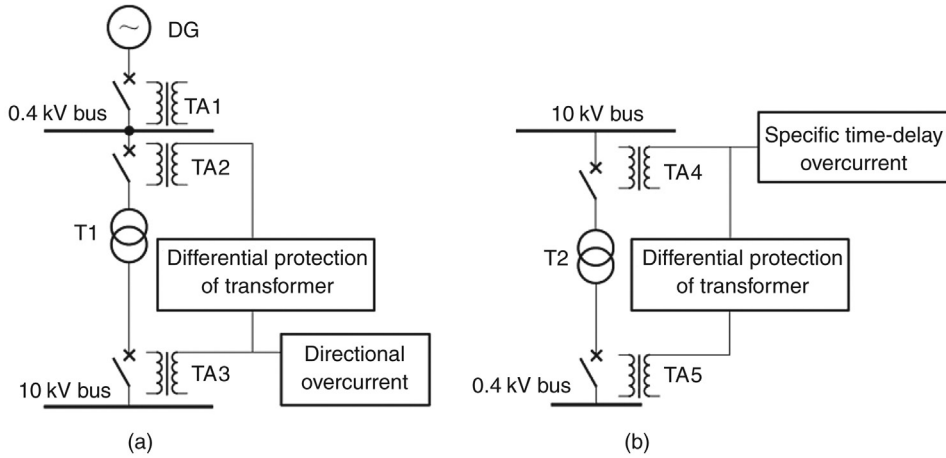 DG
TA1
0.4 kV bus
TA2
T1
Differential protection
of transformer
TA3
Directional
overcurrent
10 kV bus
(a)
10 kV bus
Specific time-delay
overcurrent
TA4
T2
Differential protection
of transformer
TA5
0.4 kV bus
(b)